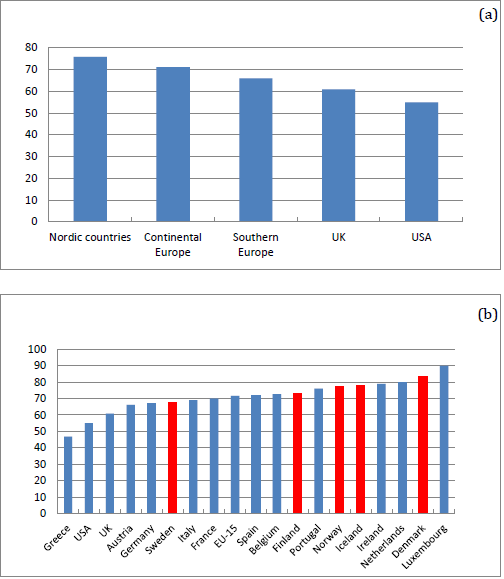 (a)
80
70
60
50
40
30
20
10
0
Nordic countries
Continental
Europe
Southern
Europe
UK
USA
(b)
100
90
80
70
60
50
40
30
20
10
0
Greece
USA
UK
Austria
Germany
Sweden
Italy
France
EU-15
Spain
Belgium
Finland
Portugal
Norway
Iceland
Ireland
Netherlands
Denmark
Luxembourg